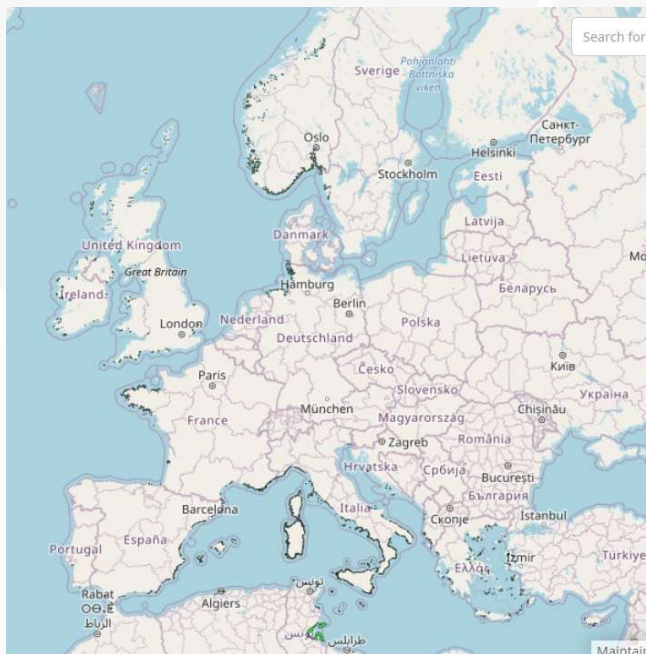 Search for
Pohjanlahti
- Bottniska
viken
Sverige
Oslo
Санкт-
Петербург
Helsinki
Stockholm
Eesti
Latvija
Danmark
Lietuva
United Kingdom
Great Britain
Беларусь
Ireland
Hamburg
Berlin
Nederland
London
Polska
Deutschland
Київ
Česko
Paris
Україна
Slovensko
München
Chișinău
France
Magyarország
Zagreb
România
Hrvatska
Србија
București
България
Barcelona
Italia
Скопје
İstanbul
Portugal
España
İzmir
Türkiye
Ελλάς
Rabat
ⵔⴱⴰⵟ
الرباط
Algiers
تونس
تونس
طرابلس
Maintain